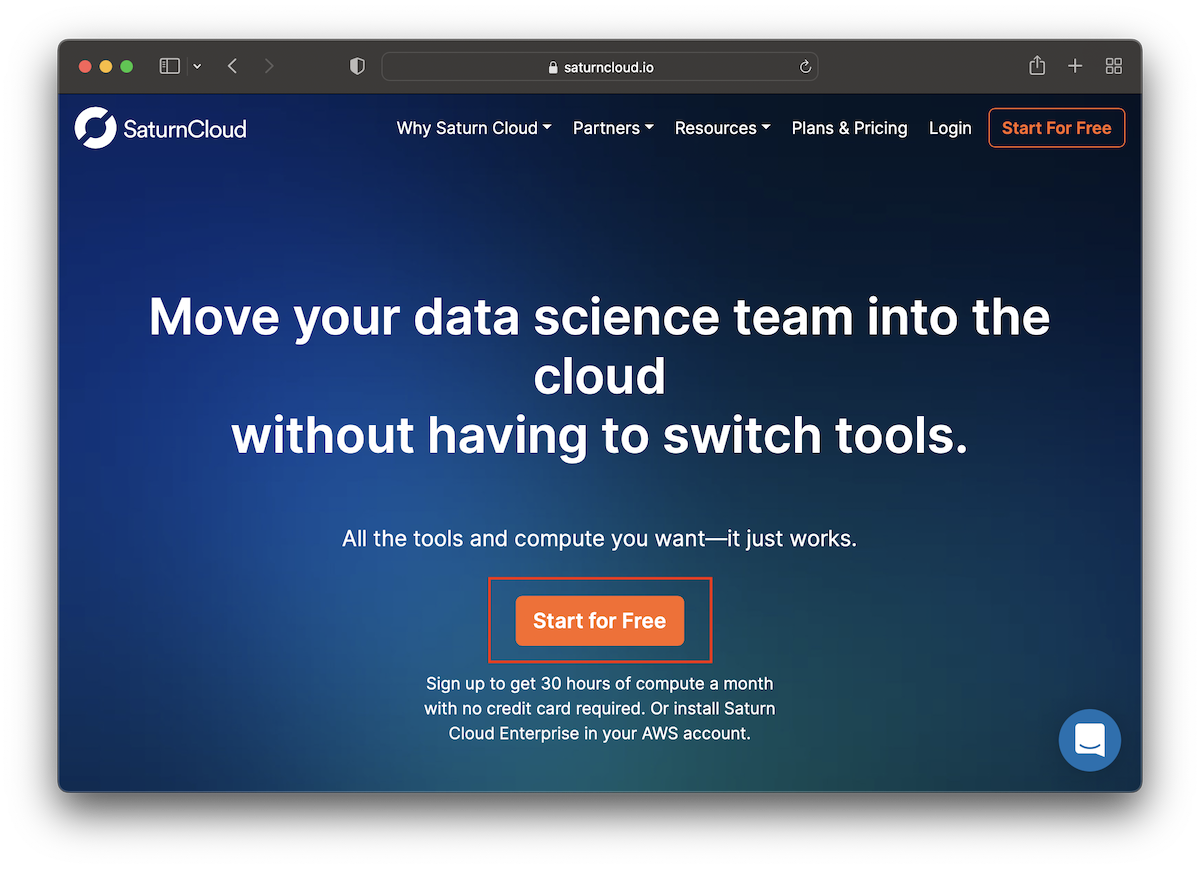 saturncloud.io
SaturnCloud
Why Saturn Cloud
Partners
Resources
Plans & Pricing
Login
Start For Free
Move your data science team into the
cloud
without having to switch tools.
All the tools and compute you want—it just works.
Start for Free
Sign up to get 30 hours of compute a month
with no credit card required. Or install Saturn
Cloud Enterprise in your AWS account.